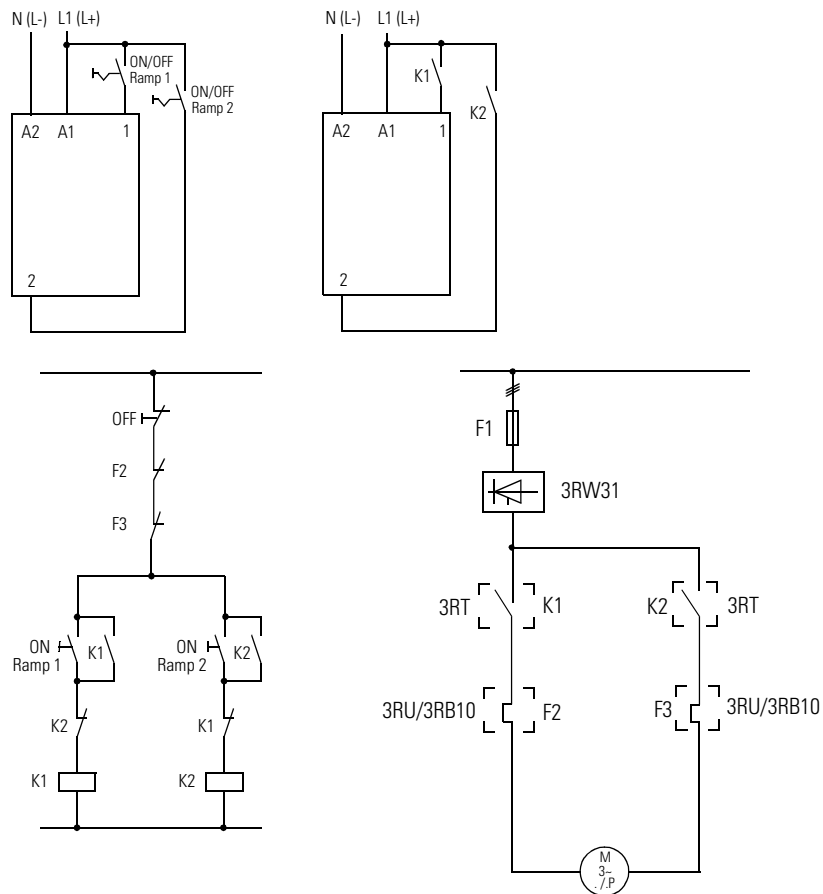 N (L-) L1 (L+)
ON/OFF
Ramp 1
ON/OFF
Ramp 2
A2 A1 1
2
N (L-) L1 (L+)
K1
K2
A2 A1 1
2
OFF
F2
F3
ON
Ramp 1
K1
ON
Ramp 2
K2
K2
K1
K1
K2
F1
3RW31
3RT
K1
K2
3RT
3RU/3RB10
F2
F3
3RU/3RB10
M
3~
./.P